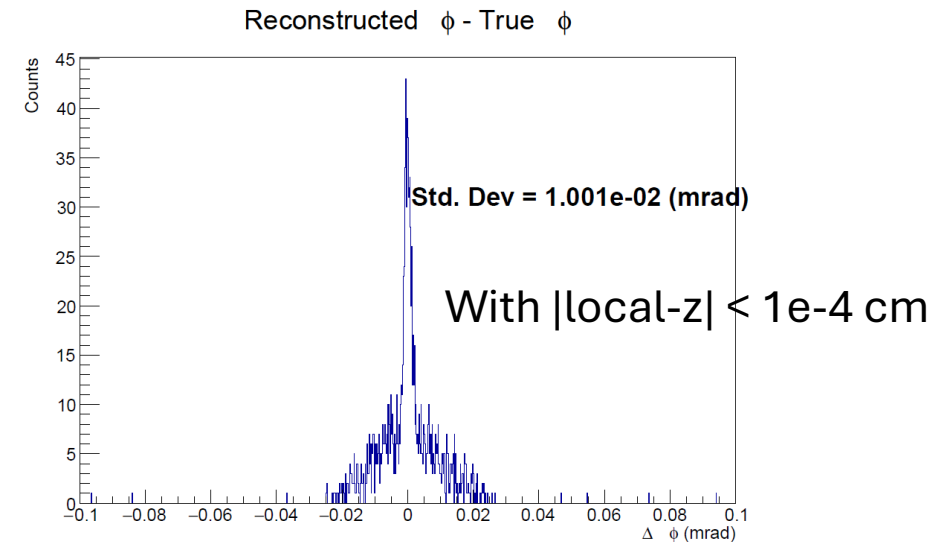 Reconstructed ϕ - True ϕ
Counts
45
40
35
30
25
20
15
10
5
0
Std. Dev = 1.001e-02 (mrad)
With |local-z| < 1e-4 cm
−0.1 −0.08 −0.06 −0.04 −0.02 0 0.02 0.04 0.06 0.08 0.1
Δ ϕ (mrad)